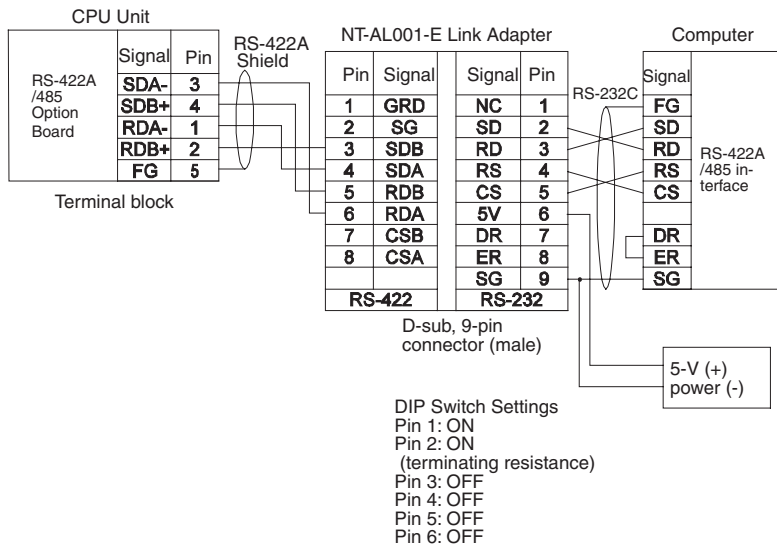 CPU Unit
RS-422A
/485
Option
Board
Signal Pin
SDA- 3
SDB+ 4
RDA- 1
RDB+ 2
FG 5
Terminal block
RS-422A
Shield
NT-AL001-E Link Adapter
Pin Signal
1 GRD
2 SG
3 SDB
4 SDA
5 RDB
6 RDA
7 CSB
8 CSA
RS-422
Signal Pin
NC 1
SD 2
RD 3
RS 4
CS 5
5V 6
DR 7
ER 8
SG 9
RS-232
D-sub, 9-pin
connector (male)
RS-232C
Computer
Signal
FG
SD
RD
RS
CS
DR
ER
SG
RS-422A
/485 in-
terface
5-V (+)
power (-)
DIP Switch Settings
Pin 1: ON
Pin 2: ON
(terminating resistance)
Pin 3: OFF
Pin 4: OFF
Pin 5: OFF
Pin 6: OFF